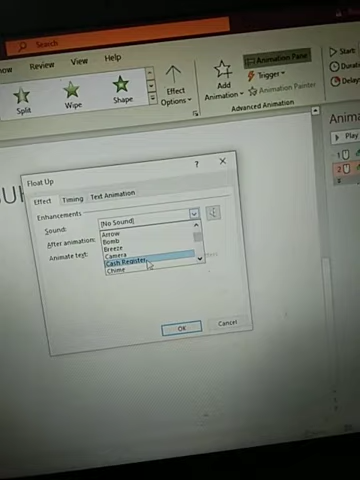 Search
Review View Help
Split Wipe Shape
Effect Options
Add Animation
Animation Pane
Trigger
Animation Painter
Advanced Animation
Start:
Play
1
2
Float Up
? ×
Effect Timing Text Animation
Enhancements
Sound: [No Sound]
After animation:
Animate text:
Arrow
Bomb
Breeze
Camera
Cash Register
Chime
OK Cancel